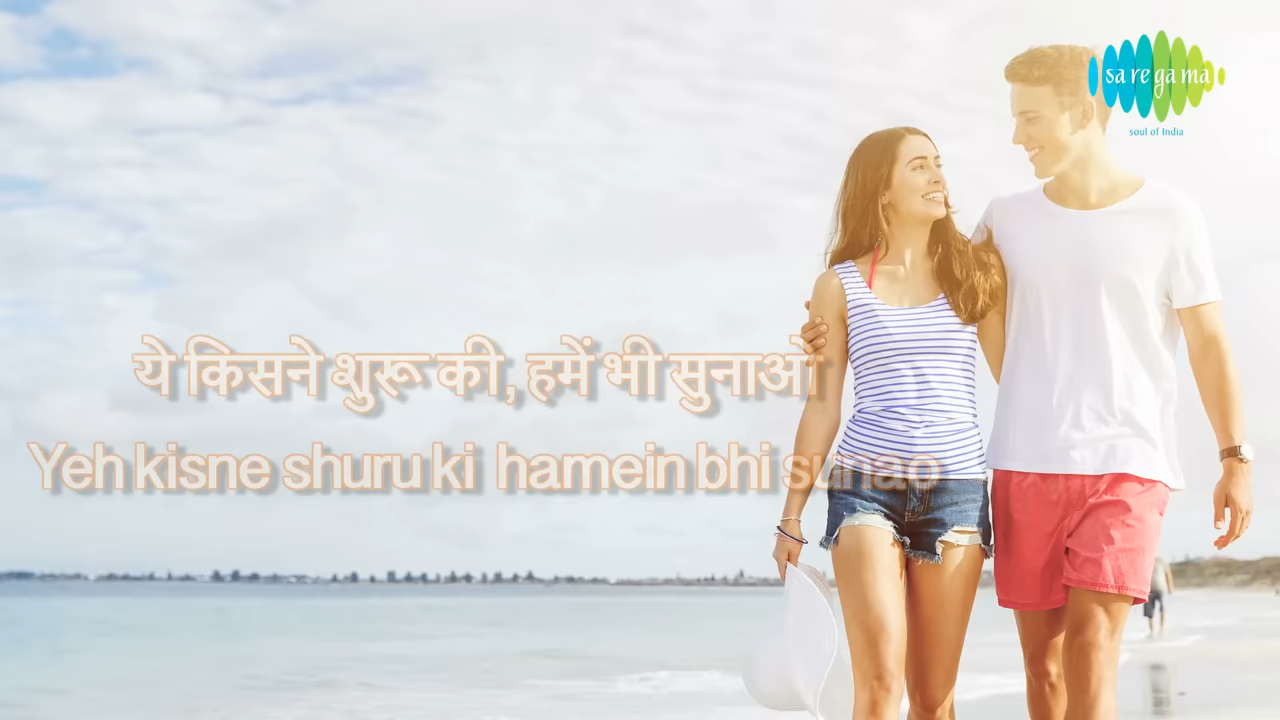 sa re ga ma
soul of India
ये किसने शुरू की, हमें भी सुनाओ
Yeh kisne shuru ki hamein bhi sunao